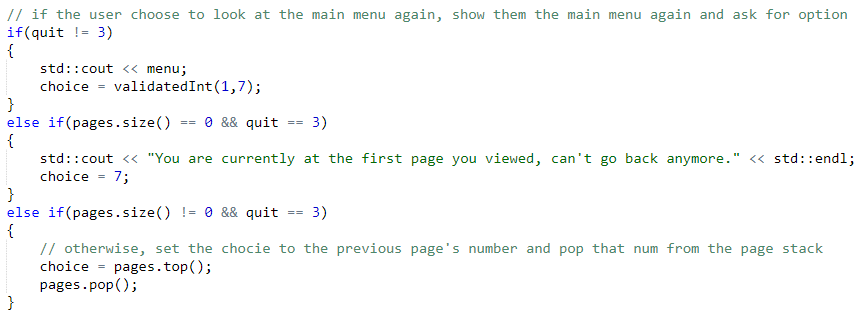 // if the user choose to look at the main menu again, show them the main menu again and ask for option
if(quit != 3)
{
    std::cout << menu;
    choice = validatedInt(1,7);
}
else if(pages.size() == 0 && quit == 3)
{
    std::cout << "You are currently at the first page you viewed, can't go back anymore." << std::endl;
    choice = 7;
}
else if(pages.size() != 0 && quit == 3)
{
    // otherwise, set the chocie to the previous page's number and pop that num from the page stack
    choice = pages.top();
    pages.pop();
}